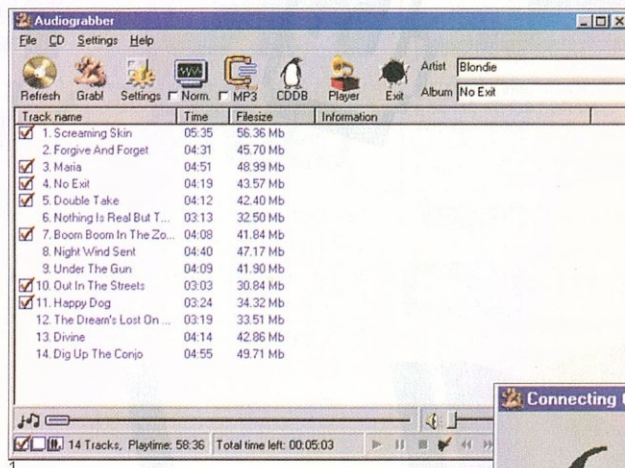 Audiograbber
File CD Settings Help
Artist Blondie
Refresh Grab! Settings Norm. MP3 CDDB Player Exit Album No Exit
Track name Time Filesize Information
1. Screaming Skin 05:35 56.36 Mb
2. Forgive And Forget 04:31 45.70 Mb
3. Maria 04:51 48.99 Mb
4. No Exit 04:19 43.57 Mb
5. Double Take 04:12 42.40 Mb
6. Nothing Is Real But T... 03:13 32.50 Mb
7. Boom Boom In The Zo... 04:08 41.84 Mb
8. Night Wind Sent 04:40 47.17 Mb
9. Under The Gun 04:09 41.90 Mb
10. Out In The Streets 03:03 30.84 Mb
11. Happy Dog 03:24 34.32 Mb
12. The Dream's Lost On ... 03:19 33.51 Mb
13. Divine 04:14 42.86 Mb
14. Dig Up The Conjo 04:55 49.71 Mb
Connecting
14 Tracks, Playtime: 58:36 Total time left: 00:05:03
1